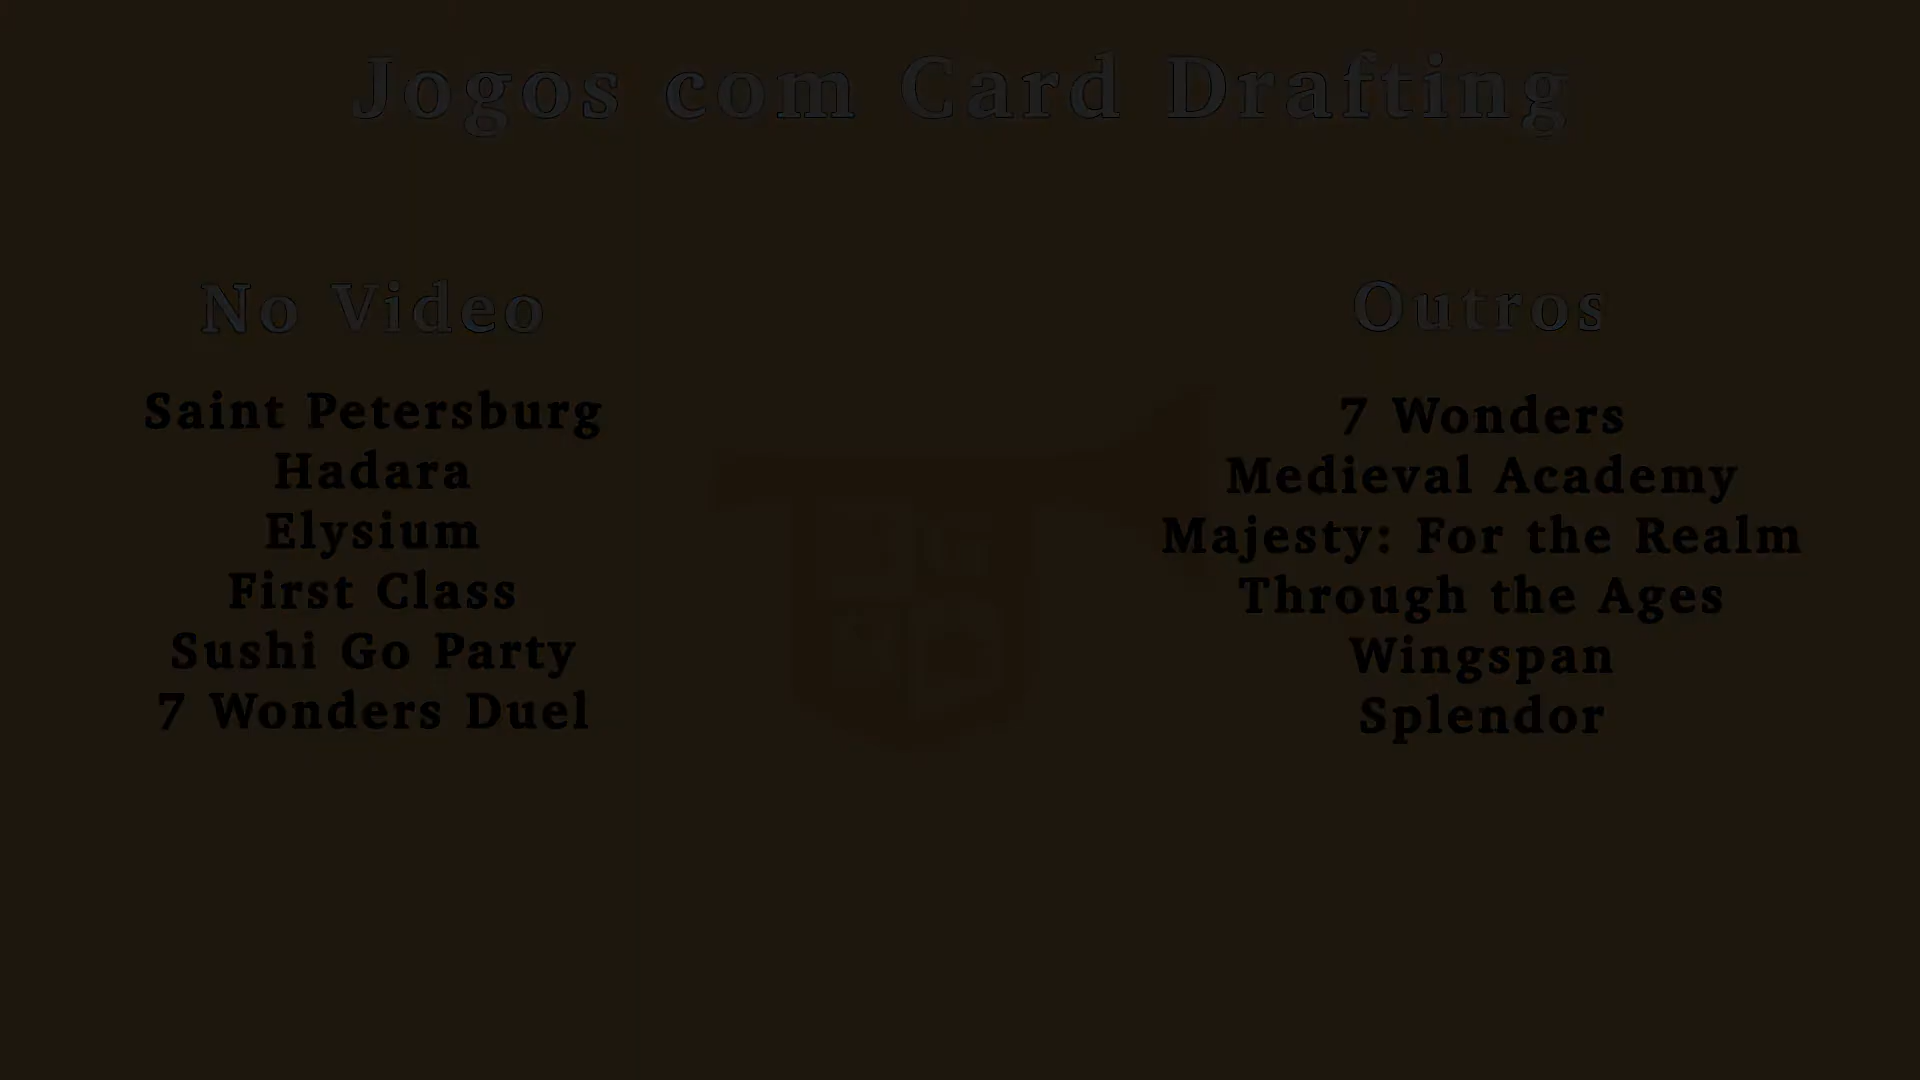 Jogos com Card Drafting
No Video
Saint Petersburg
Hadara
Elysium
First Class
Sushi Go Party
7 Wonders Duel
Outros
7 Wonders
Medieval Academy
Majesty: For the Realm
Through the Ages
Wingspan
Splendor